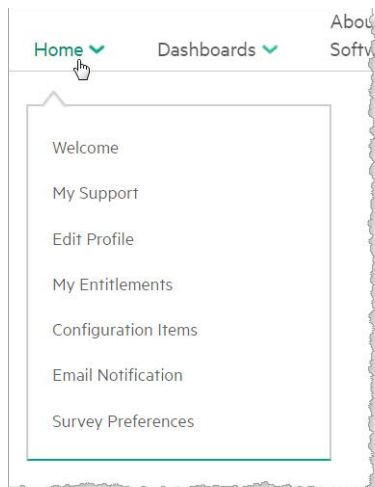 Home
Dashboards
Welcome
My Support
Edit Profile
My Entitlements
Configuration Items
Email Notification
Survey Preferences